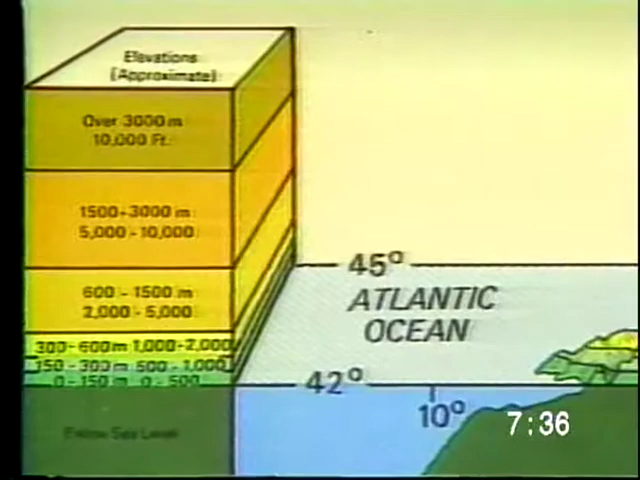 Elevations
(Approximate)
Over 3000 m
10,000 Ft.
1500-3000 m
5,000 - 10,000
600 - 1500 m
2,000 - 5,000
300-600 m 1,000-2,000
150 - 300 m 500 - 1,000
0-150 m 0 - 500
Below Sea Level
45°
ATLANTIC
OCEAN
42°
10°
7:36